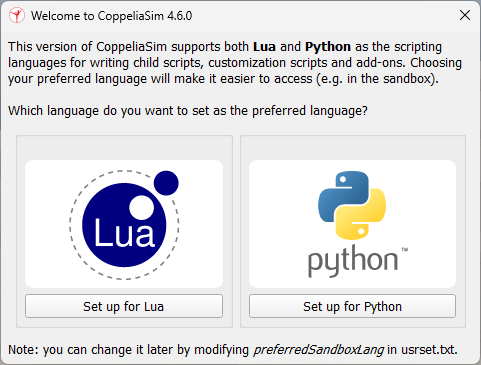 Welcome to CoppeliaSim 4.6.0
This version of CoppeliaSim supports both Lua and Python as the scripting
languages for writing child scripts, customization scripts and add-ons. Choosing
your preferred language will make it easier to access (e.g. in the sandbox).
Which language do you want to set as the preferred language?
Lua
python™
Set up for Lua
Set up for Python
Note: you can change it later by modifying preferredSandboxLang in usrset.txt.